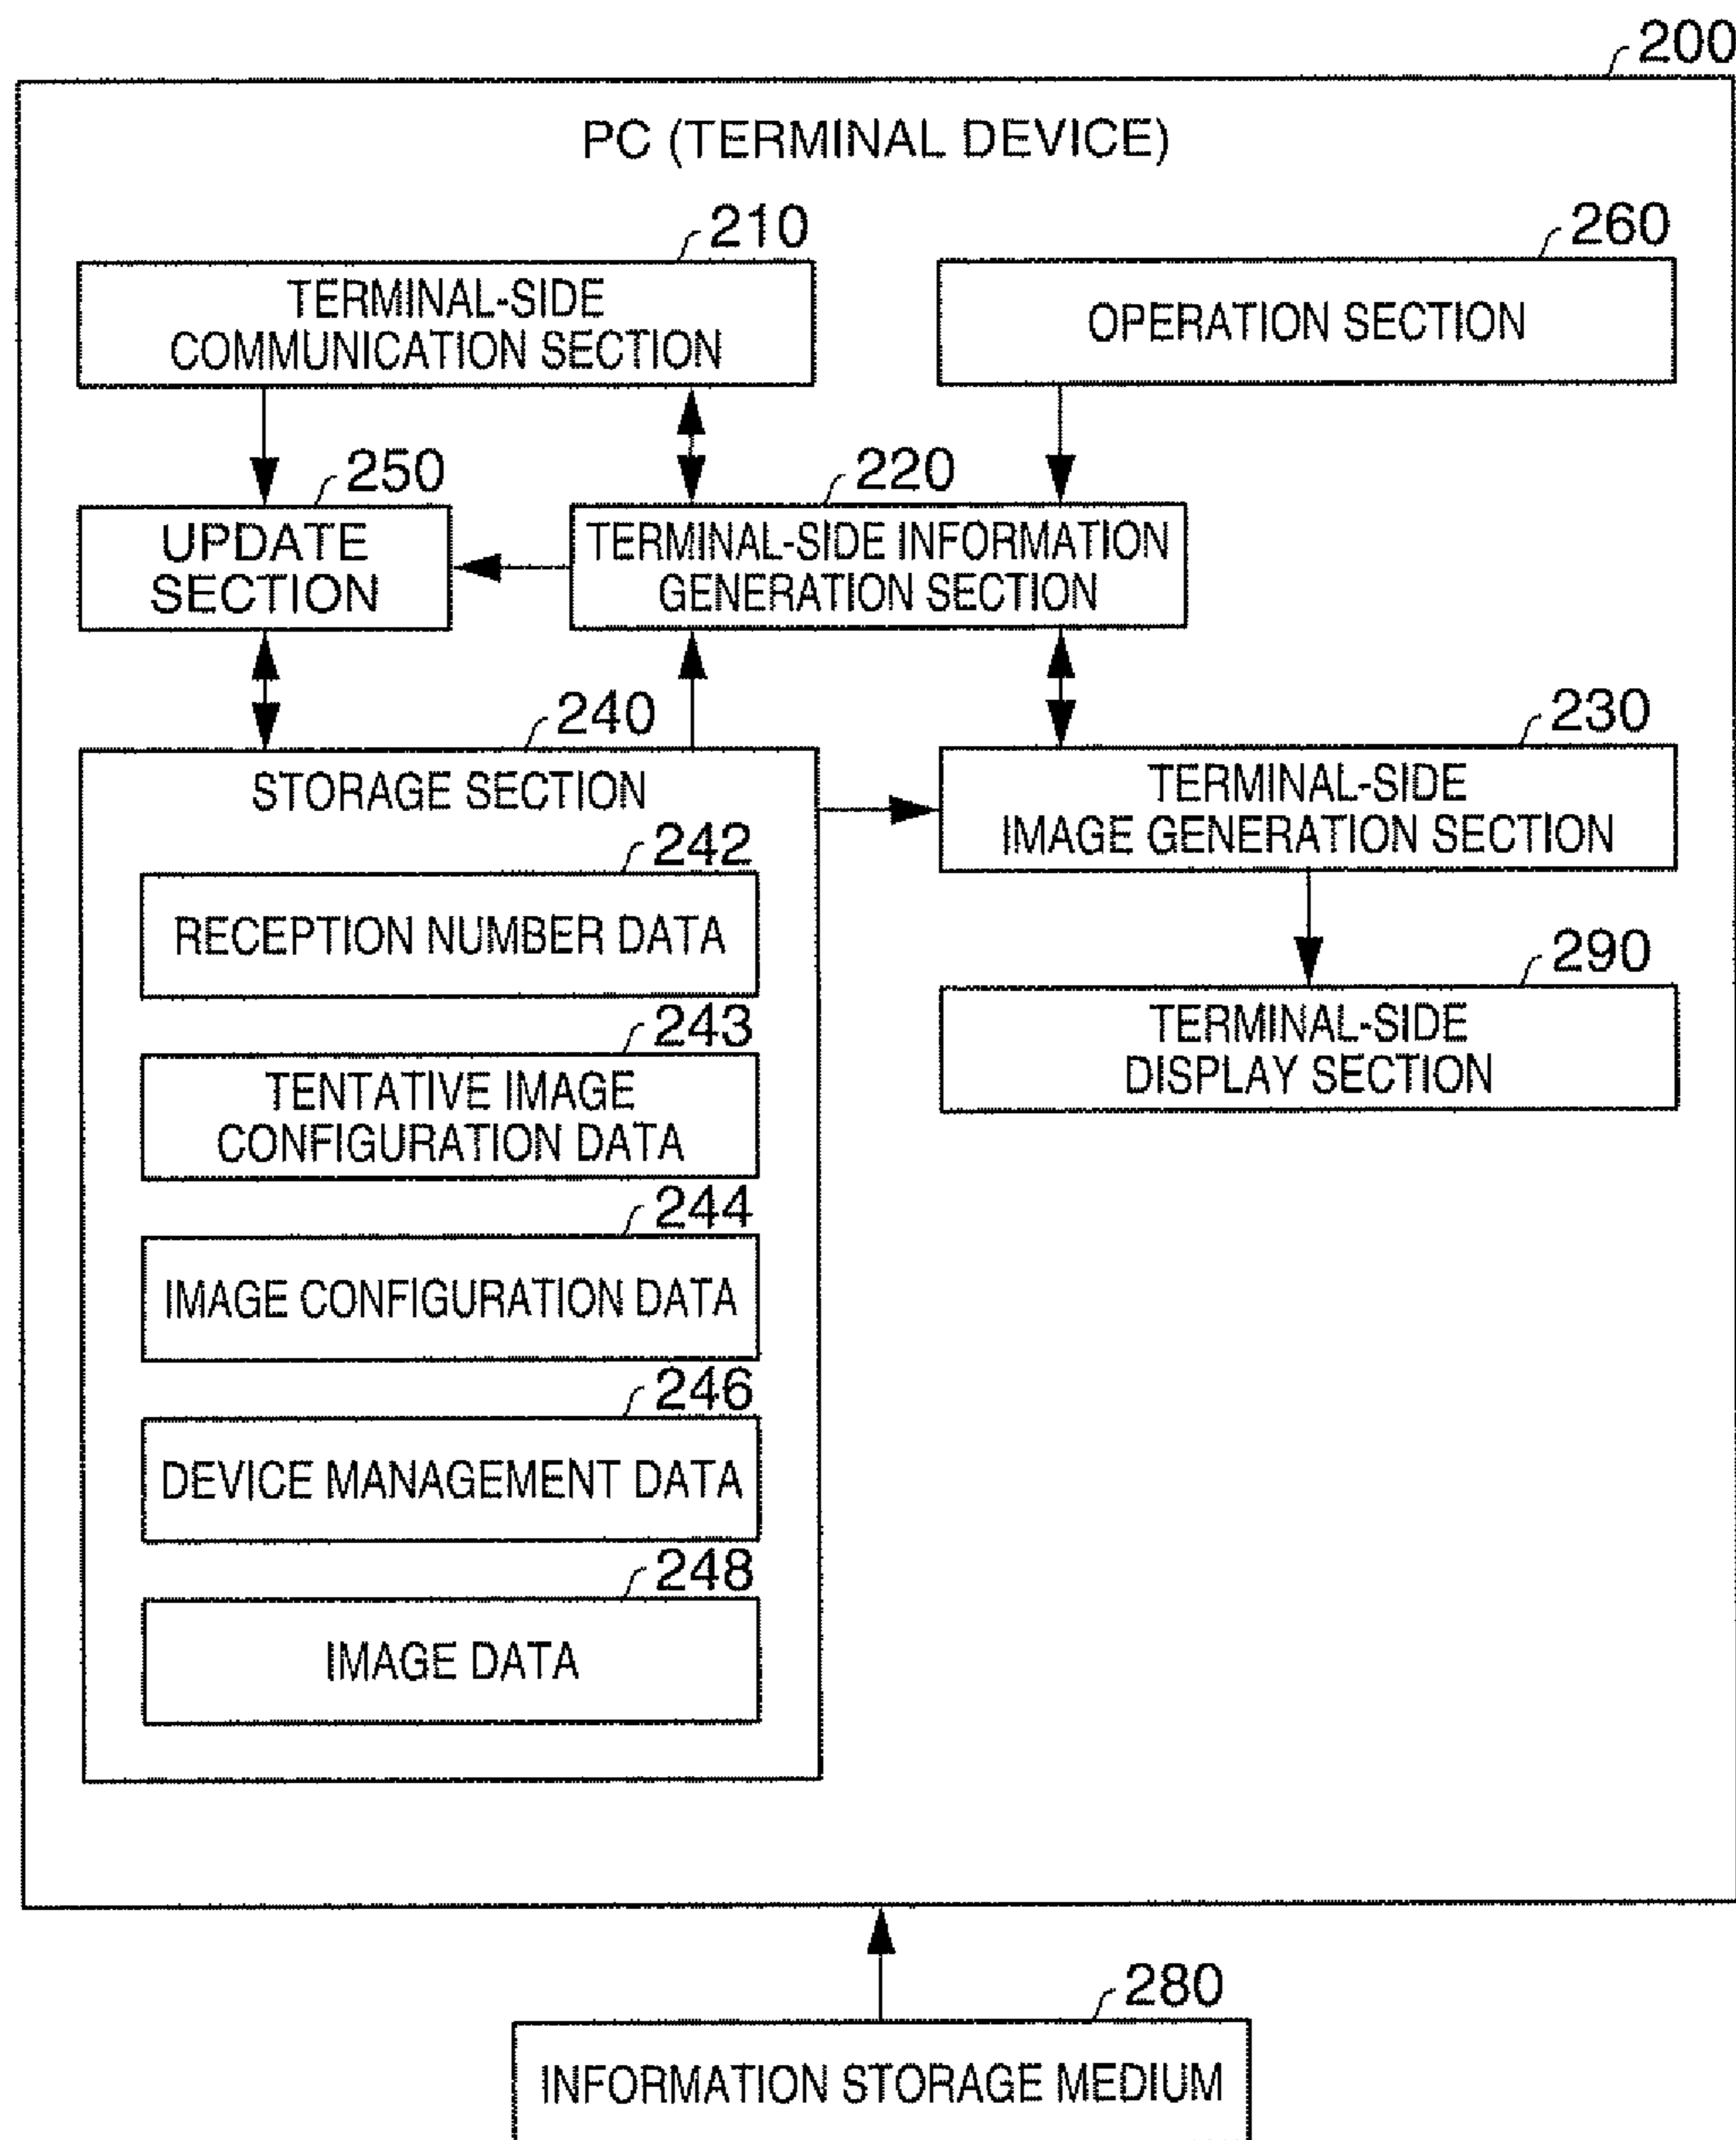 200
PC (TERMINAL DEVICE)
210
TERMINAL-SIDE
COMMUNICATION SECTION
260
OPERATION SECTION
250
UPDATE
SECTION
220
TERMINAL-SIDE INFORMATION
GENERATION SECTION
240
STORAGE SECTION
230
TERMINAL-SIDE
IMAGE GENERATION SECTION
242
RECEPTION NUMBER DATA
290
TERMINAL-SIDE
DISPLAY SECTION
243
TENTATIVE IMAGE
CONFIGURATION DATA
244
IMAGE CONFIGURATION DATA
246
DEVICE MANAGEMENT DATA
248
IMAGE DATA
280
INFORMATION STORAGE MEDIUM